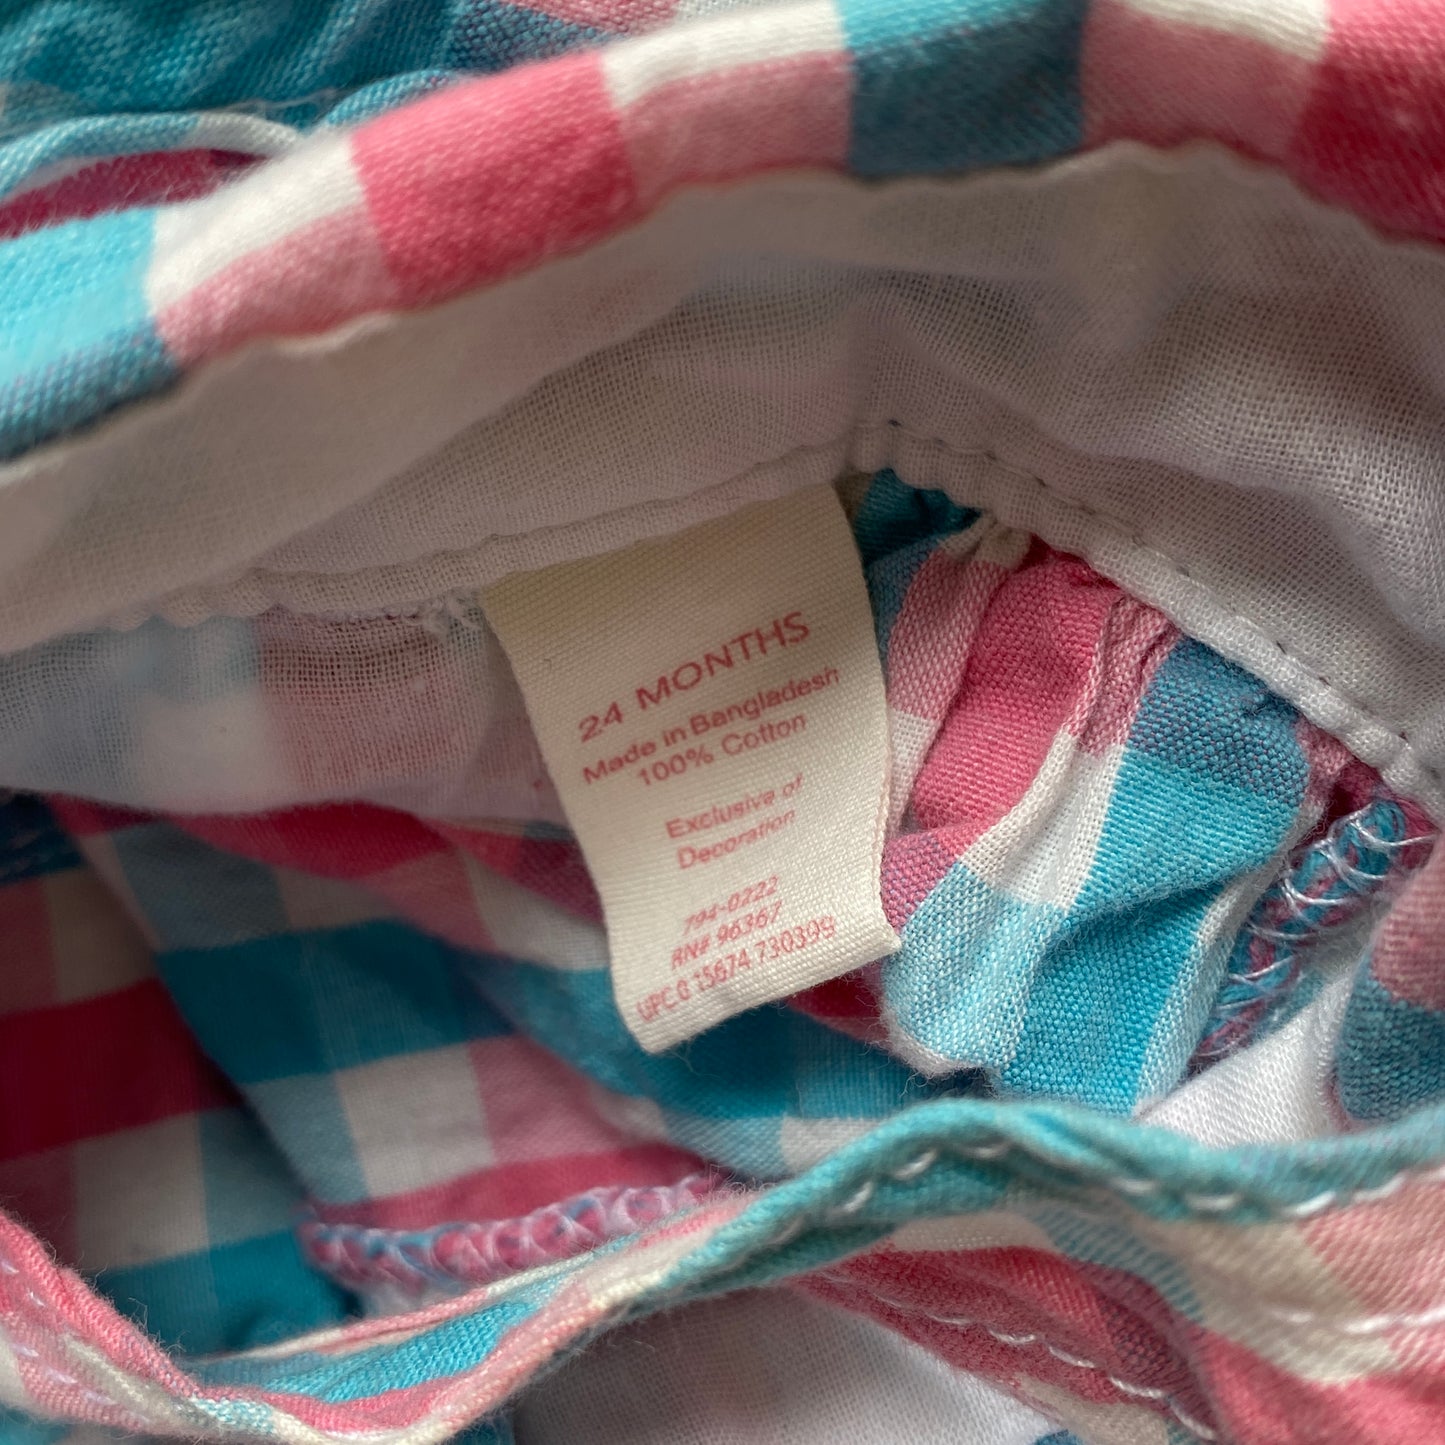 24 MONTHS
Made in Bangladesh
100% Cotton
Exclusive of
Decoration
794-0222
RN# 96367
UPC 0 15674 730399